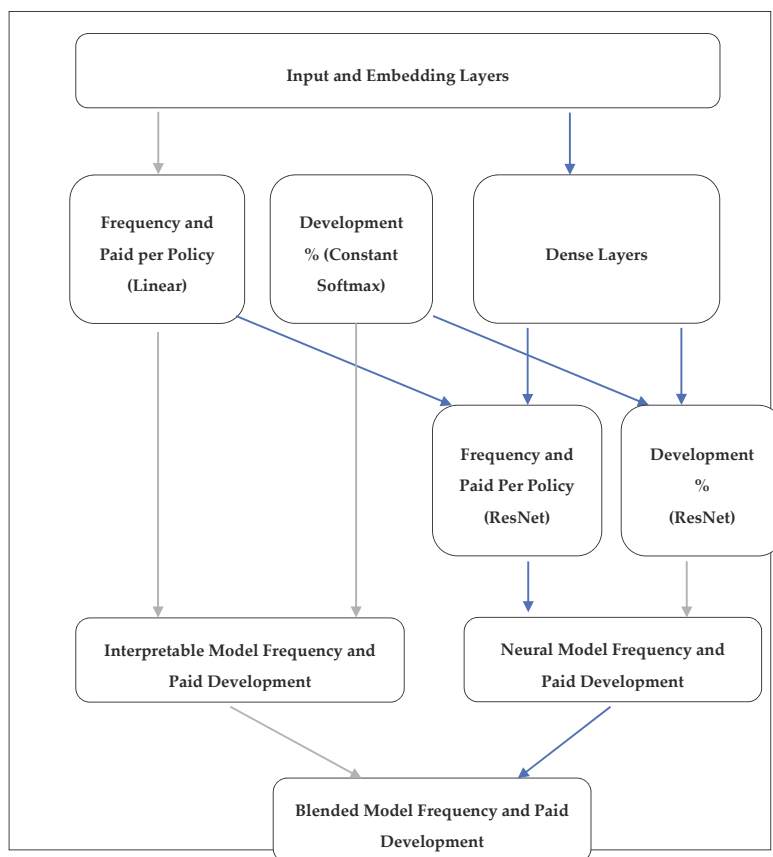 Input and Embedding Layers
Frequency and
Paid per Policy
(Linear)
Development
% (Constant
Softmax)
Dense Layers
Frequency and
Paid Per Policy
(ResNet)
Development
%
(ResNet)
Interpretable Model Frequency and
Paid Development
Neural Model Frequency and
Paid Development
Blended Model Frequency and Paid
Development